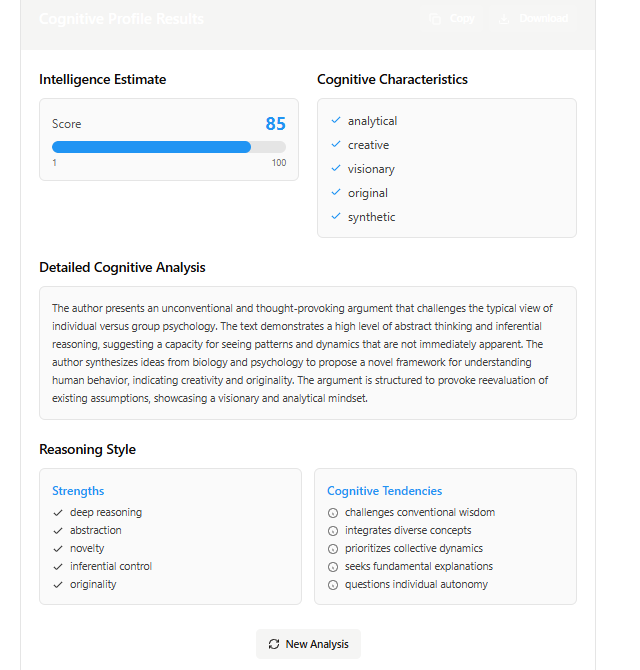 Cognitive Profile Results
Copy
Download
Intelligence Estimate
Cognitive Characteristics
Score
85
1
100
analytical
creative
visionary
original
synthetic
Detailed Cognitive Analysis
The author presents an unconventional and thought-provoking argument that challenges the typical view of
individual versus group psychology. The text demonstrates a high level of abstract thinking and inferential
reasoning, suggesting a capacity for seeing patterns and dynamics that are not immediately apparent. The
author synthesizes ideas from biology and psychology to propose a novel framework for understanding
human behavior, indicating creativity and originality. The argument is structured to provoke reevaluation of
existing assumptions, showcasing a visionary and analytical mindset.
Reasoning Style
Strengths
deep reasoning
abstraction
novelty
inferential control
originality
Cognitive Tendencies
challenges conventional wisdom
integrates diverse concepts
prioritizes collective dynamics
seeks fundamental explanations
questions individual autonomy
New Analysis